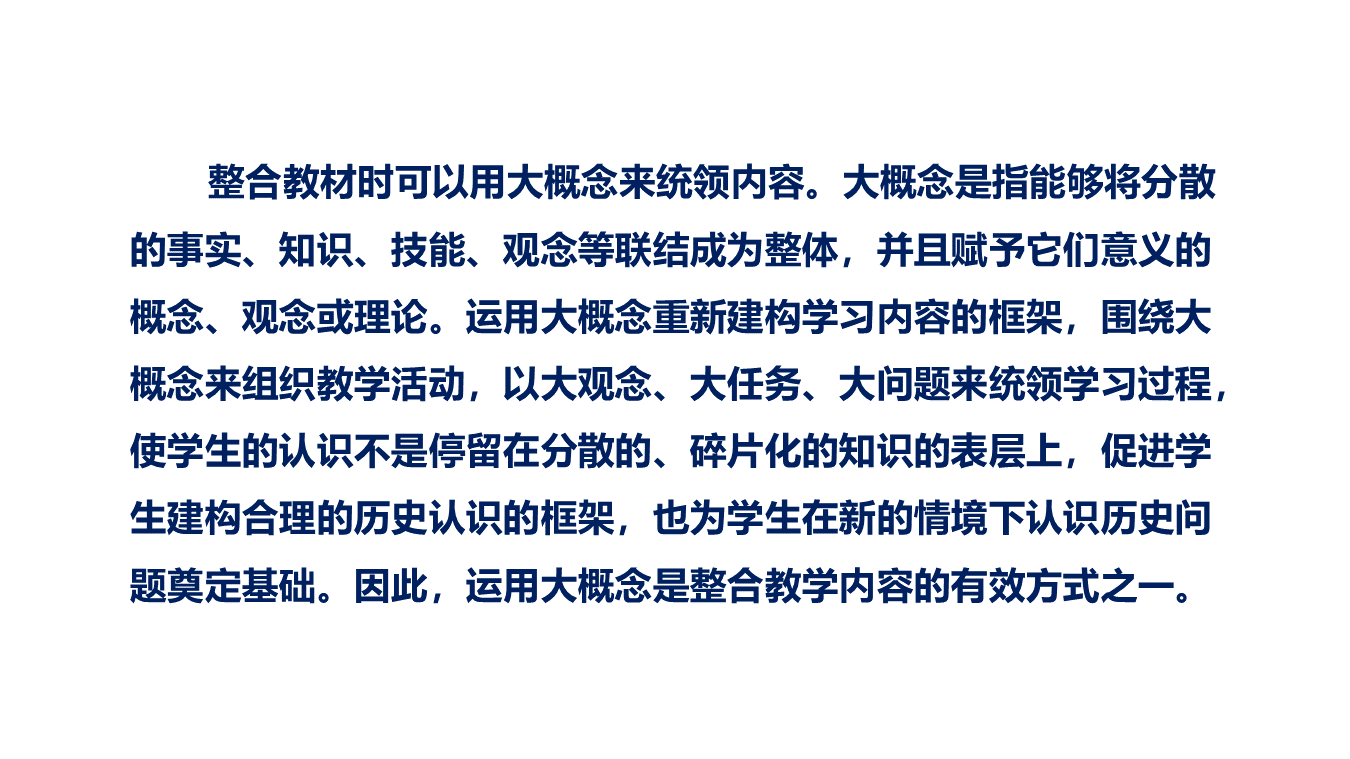 整合教材时可以用大概念来统领内容。大概念是指能够将分散
的事实、知识、技能、观念等联结成为整体，并且赋予它们意义的
概念、观念或理论。运用大概念重新建构学习内容的框架，围绕大
概念来组织教学活动，以大观念、大任务、大问题来统领学习过程，
使学生的认识不是停留在分散的、碎片化的知识的表层上，促进学
生建构合理的历史认识的框架，也为学生在新的情境下认识历史问
题奠定基础。因此，运用大概念是整合教学内容的有效方式之一。